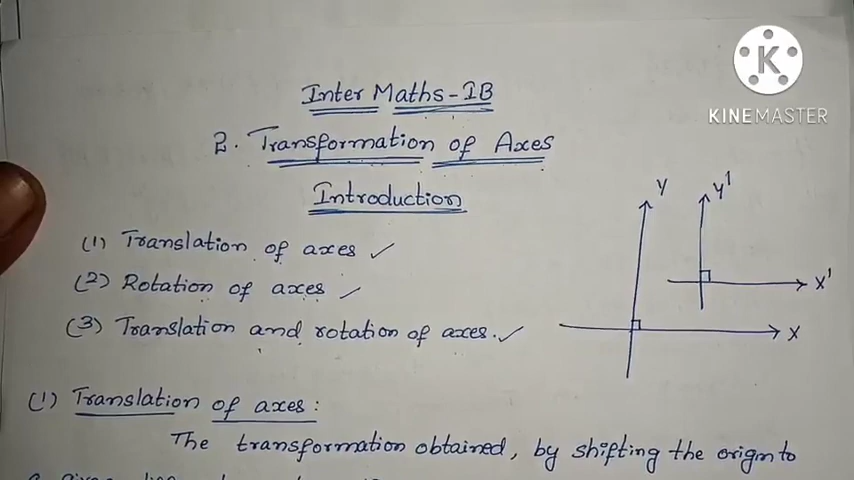 Inter Maths-IB
2. Transformation of Axes
Introduction
(1) Translation of axes ✓
(2) Rotation of axes ✓
(3) Translation and rotation of axes. ✓
Y
Y'
X'
X
(1) Translation of axes:
The transformation obtained, by shifting the origin to
a given
K
KINEMASTER